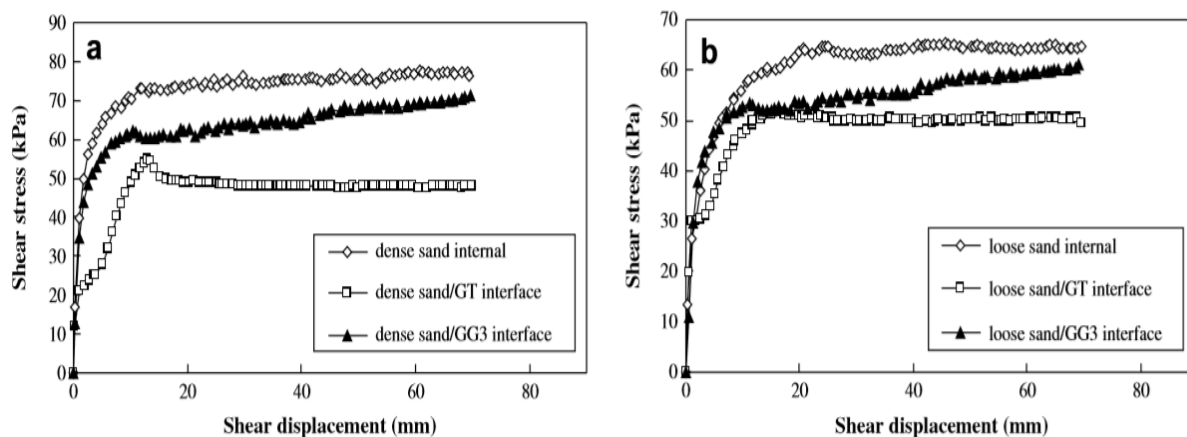 a
90
80
70
60
50
40
30
20
10
0
Shear stress (kPa)
dense sand internal
dense sand/GT interface
dense sand/GG3 interface
0 20 40 60 80
Shear displacement (mm)
b
70
60
50
40
30
20
10
0
Shear stress (kPa)
loose sand internal
loose sand/GT interface
loose sand/GG3 interface
0 20 40 60 80
Shear displacement (mm)